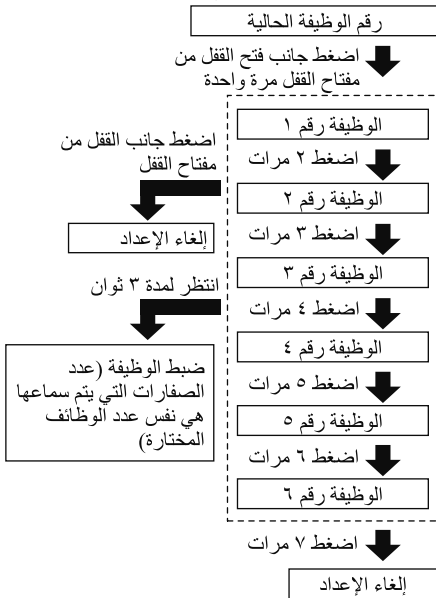 رقم الوظيفة الحالية
اضغط جانب فتح القفل من
مفتاح القفل مرة واحدة
الوظيفة رقم ١
اضغط ٢ مرات
الوظيفة رقم ٢
اضغط ٣ مرات
الوظيفة رقم ٣
اضغط ٤ مرات
الوظيفة رقم ٤
اضغط ٥ مرات
الوظيفة رقم ٥
اضغط ٦ مرات
الوظيفة رقم ٦
اضغط ٧ مرات
إلغاء الإعداد
اضغط جانب القفل من
مفتاح القفل
إلغاء الإعداد
انتظر لمدة ٣ ثوان
ضبط الوظيفة (عدد
الصفارات التي يتم سماعها
هي نفس عدد الوظائف
المختارة)